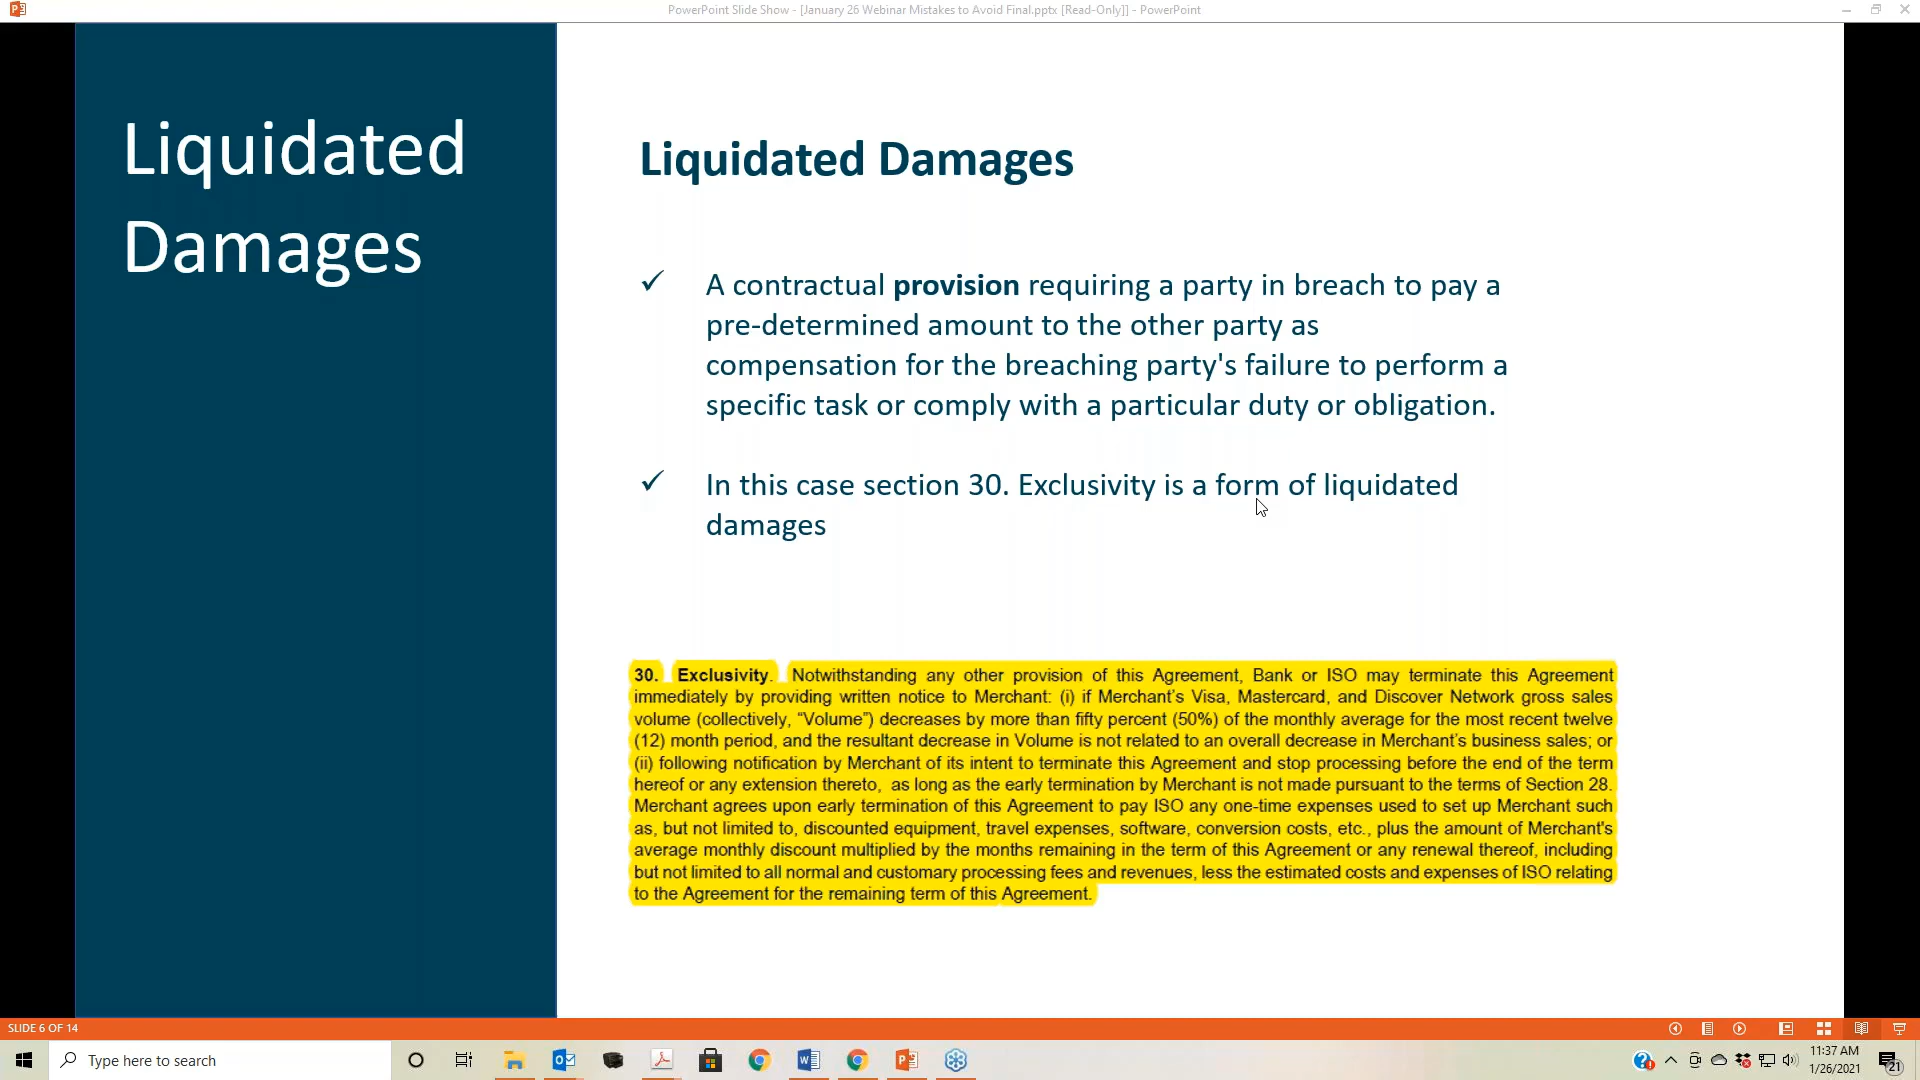 PowerPoint Slide Show - [January 26 Webinar Mistakes to Avoid Final.pptx [Read-Only]] - PowerPoint
Liquidated
Damages
Liquidated Damages
✓ A contractual provision requiring a party in breach to pay a
pre-determined amount to the other party as
compensation for the breaching party's failure to perform a
specific task or comply with a particular duty or obligation.
✓ In this case section 30. Exclusivity is a form of liquidated
damages
30. Exclusivity. Notwithstanding any other provision of this Agreement, Bank or ISO may terminate this Agreement
immediately by providing written notice to Merchant: (i) if Merchant's Visa, Mastercard, and Discover Network gross sales
volume (collectively, “Volume”) decreases by more than fifty percent (50%) of the monthly average for the most recent twelve
(12) month period, and the resultant decrease in Volume is not related to an overall decrease in Merchant's business sales; or
(ii) following notification by Merchant of its intent to terminate this Agreement and stop processing before the end of the term
hereof or any extension thereto, as long as the early termination by Merchant is not made pursuant to the terms of Section 28.
Merchant agrees upon early termination of this Agreement to pay ISO any one-time expenses used to set up Merchant such
as, but not limited to, discounted equipment, travel expenses, software, conversion costs, etc., plus the amount of Merchant's
average monthly discount multiplied by the months remaining in the term of this Agreement or any renewal thereof, including
but not limited to all normal and customary processing fees and revenues, less the estimated costs and expenses of ISO relating
to the Agreement for the remaining term of this Agreement.
SLIDE 6 OF 14
Type here to search
11:37 AM
1/26/2021
21